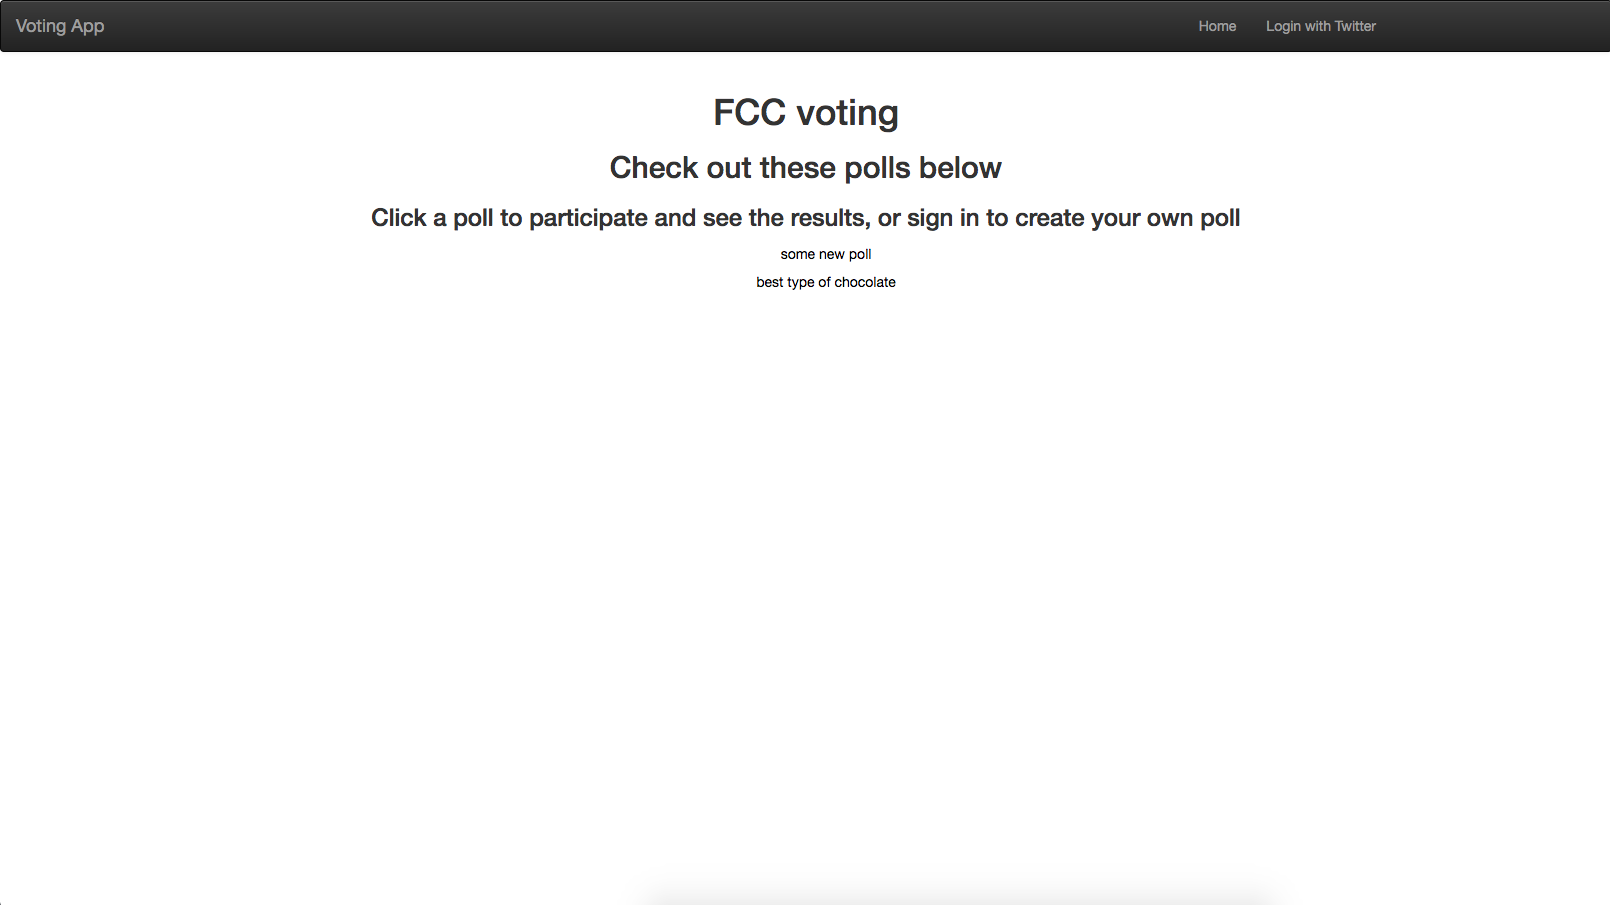 Voting App
Home
Login with Twitter
FCC voting
Check out these polls below
Click a poll to participate and see the results, or sign in to create your own poll
some new poll
best type of chocolate